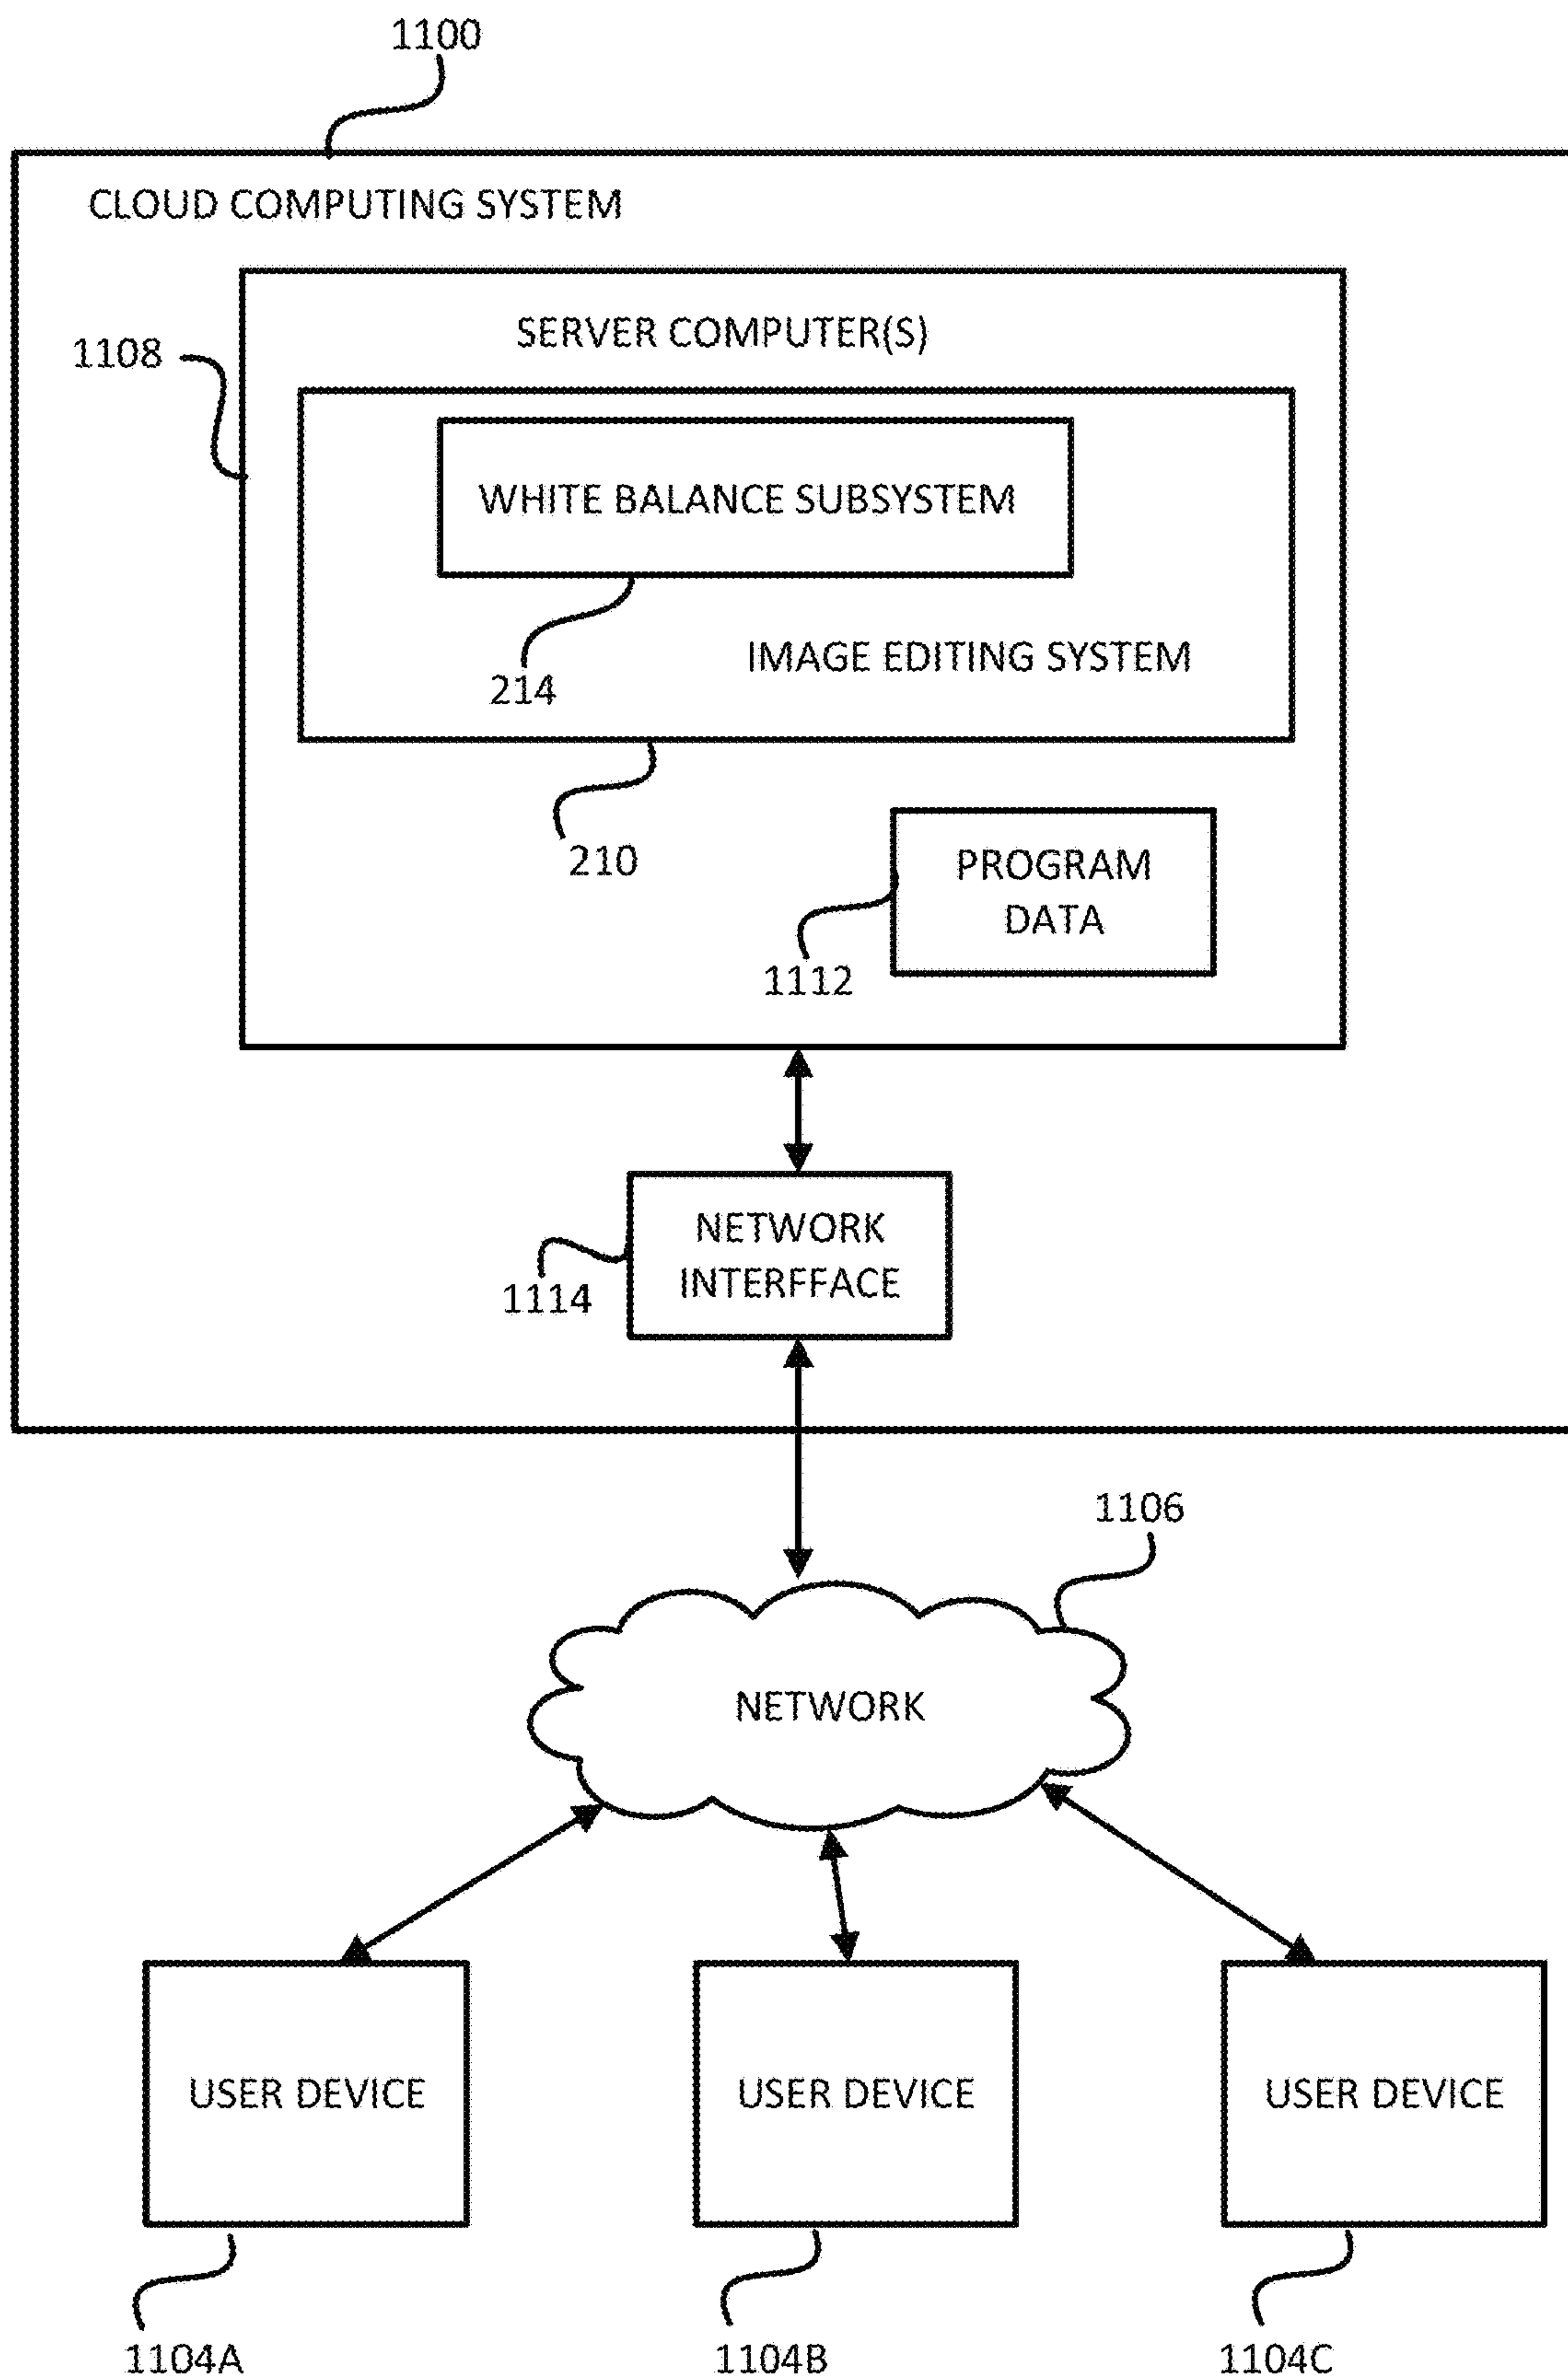 1100
CLOUD COMPUTING SYSTEM
SERVER COMPUTER(S)
1108
WHITE BALANCE SUBSYSTEM
IMAGE EDITING SYSTEM
214
210
PROGRAM
DATA
1112
NETWORK
INTERFFACE
1114
1106
NETWORK
USER DEVICE
USER DEVICE
USER DEVICE
1104A
1104B
1104C